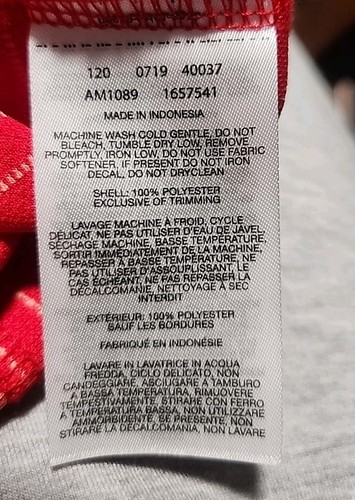 120 0719 40037
AM1089 1657541
MADE IN INDONESIA
MACHINE WASH COLD GENTLE, DO NOT
BLEACH, TUMBLE DRY LOW, REMOVE
PROMPTLY, IRON LOW, DO NOT USE FABRIC
SOFTENER, IF PRESENT DO NOT IRON
DECAL, DO NOT DRYCLEAN
SHELL: 100% POLYESTER
EXCLUSIVE OF TRIMMING
LAVAGE MACHINE À FROID, CYCLE
DÉLICAT, NE PAS UTILISER D'EAU DE JAVEL,
SÉCHAGE MACHINE, BASSE TEMPÉRATURE,
SORTIR IMMÉDIATEMENT DE LA MACHINE,
REPASSER À BASSE TEMPÉRATURE, NE
PAS UTILISER D'ASSOUPLISSANT, LE
CAS ÉCHÉANT, NE PAS REPASSER LA
DÉCALCOMANIE, NETTOYAGE À SEC
INTERDIT
EXTÉRIEUR: 100% POLYESTER
SAUF LES BORDURES
FABRIQUÉ EN INDONÉSIE
LAVARE IN LAVATRICE IN ACQUA
FREDDA, CICLO DELICATO, NON
CANDEGGIARE, ASCIUGARE A TAMBURO
A BASSA TEMPERATURA, RIMUOVERE
TEMPESTIVAMENTE, STIRARE CON FERRO
A TEMPERATURA BASSA, NON UTILIZZARE
AMMORBIDENTE, SE PRESENTE, NON
STIRARE LA DECALCOMANIA, NON LAVARE